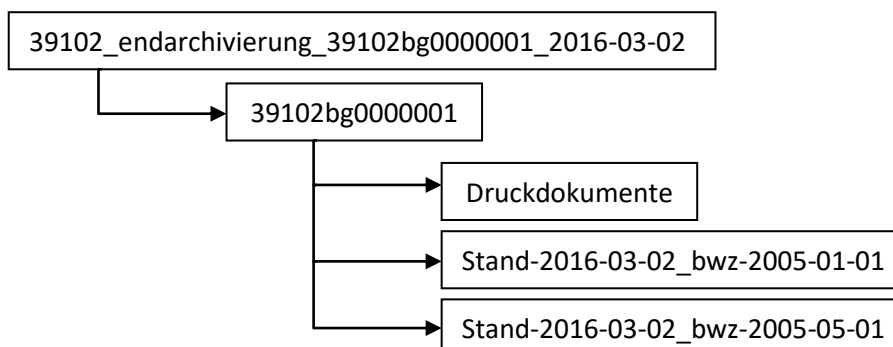 39102_endarchivierung_39102bg0000001_2016-03-02
39102bg0000001
Druckdokumente
Stand-2016-03-02_bwz-2005-01-01
Stand-2016-03-02_bwz-2005-05-01